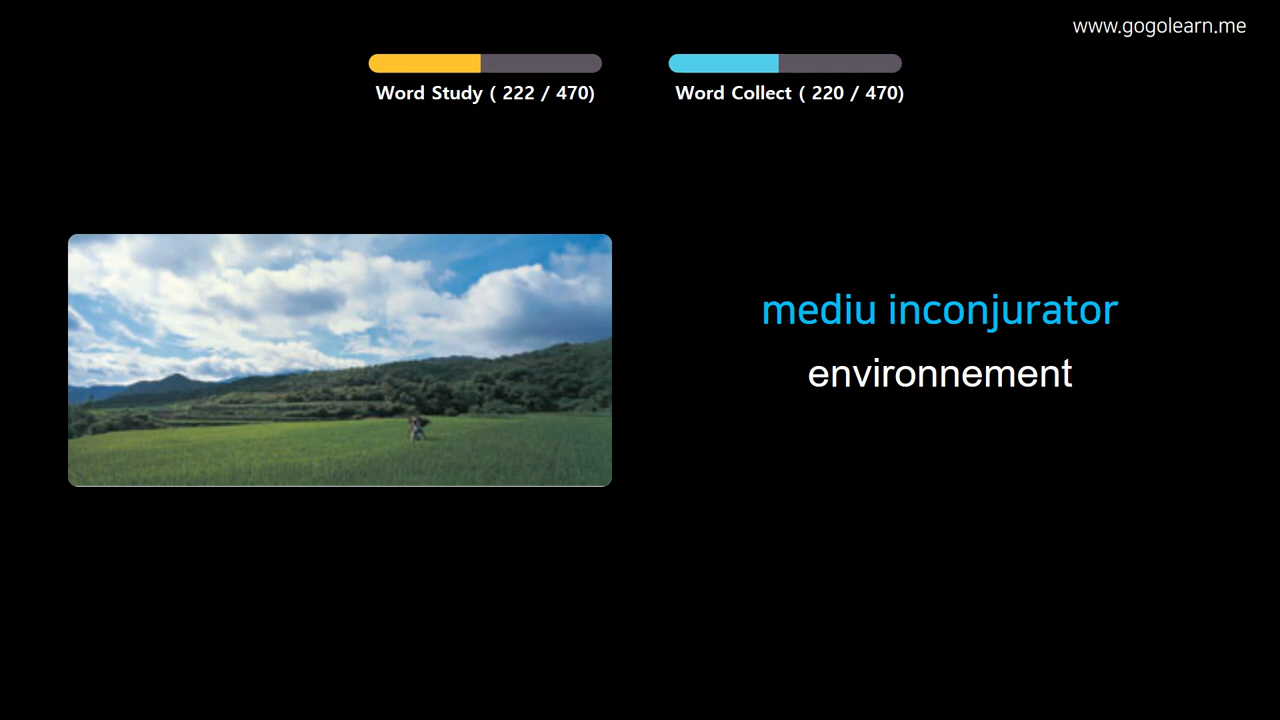 www.gogolearn.me
Word Study ( 222 / 470)
Word Collect ( 220 / 470)
mediu inconjurator
environnement